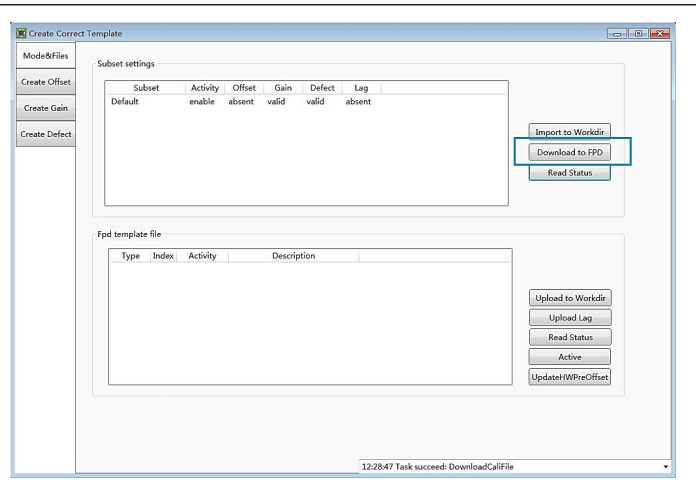 Create Correct Template
Mode&Files
Create Offset
Create Gain
Create Defect
Subset settings
Subset Activity Offset Gain Defect Lag
Default enable absent valid valid absent
Import to Workdir
Download to FPD
Read Status
Fpd template file
Type Index Activity Description
Upload to Workdir
Upload Lag
Read Status
Active
UpdateHWPreOffset
12:28:47 Task succeed: DownloadCaliFile